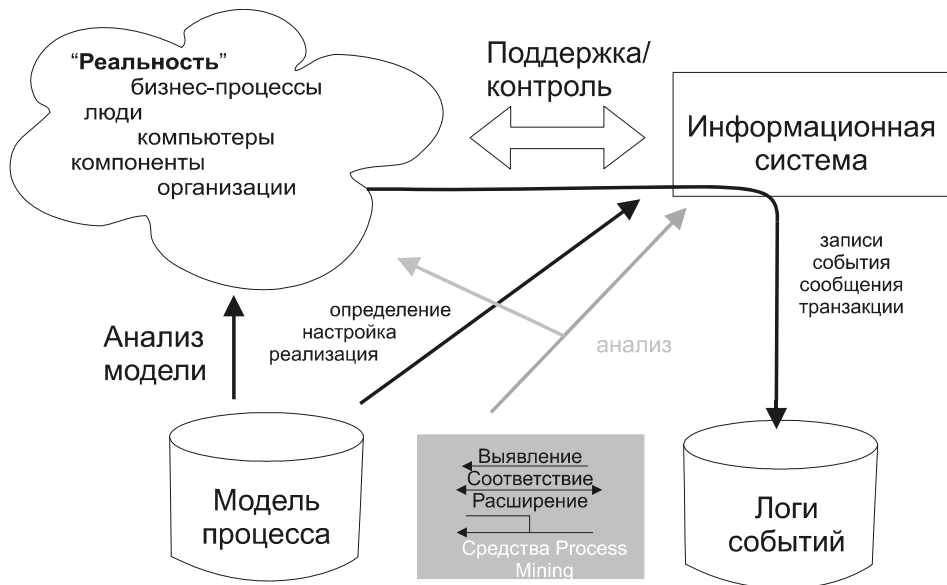 “Реальность”
бизнес-процессы
люди
компьютеры
компоненты
организации
Поддержка/
контроль
Информационная
система
записи
события
сообщения
транзакции
определение
настройка
реализация
анализ
Анализ
модели
Модель
процесса
Выявление
Соответствие
Расширение
Средства Process
Mining
Логи
событий